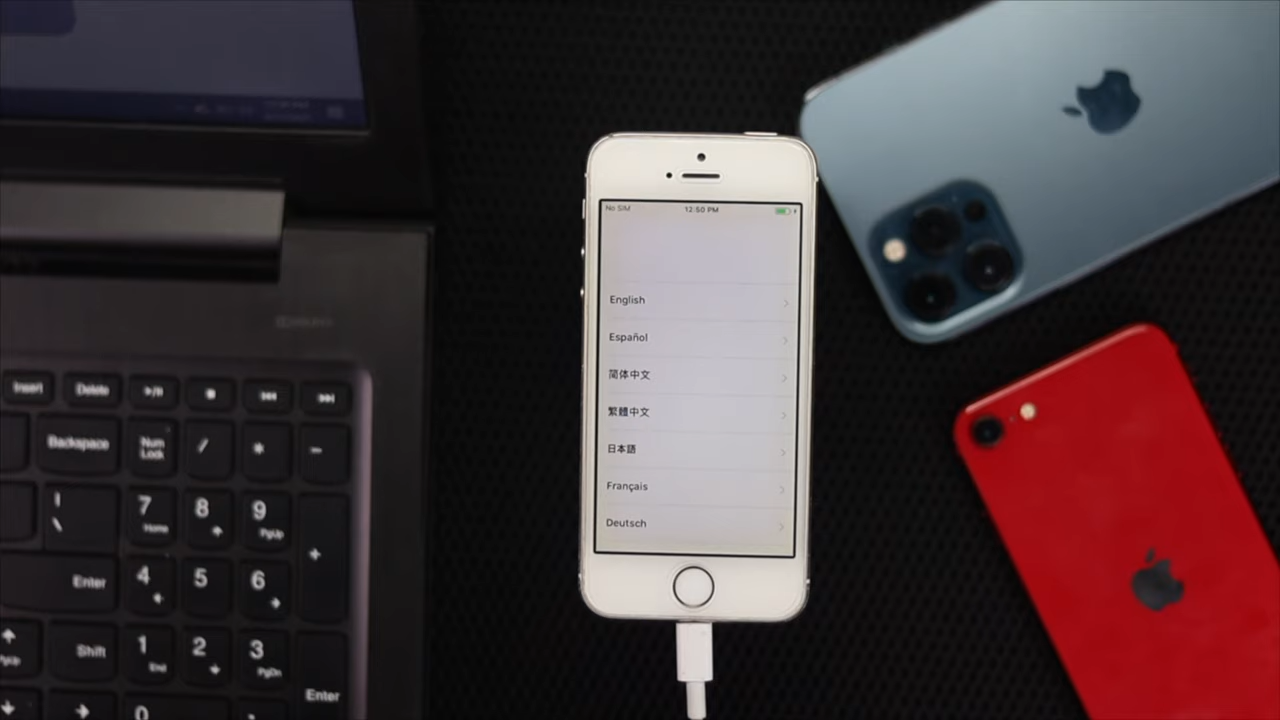 No SIM 12:50 PM
English
Español
简体中文
繁體中文
日本語
Français
Deutsch
Insert Delete
Backspace Num Lock / * -
7 Home 8 9 PgUp
| \
+
Enter 4 5 6
Shift 1 End 2 3 PgDn
PgUp
Enter
0